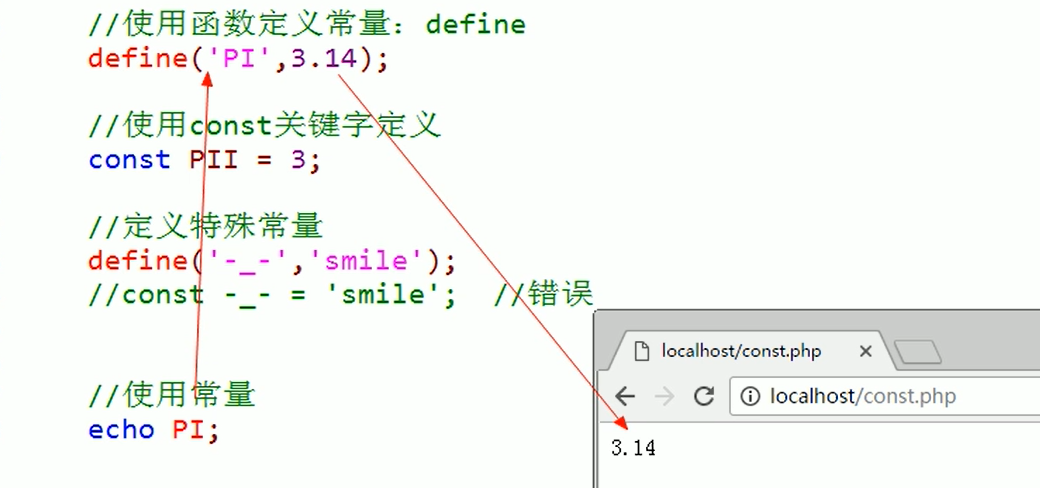 //使用函数定义常量：define
define('PI',3.14);
//使用const关键字定义
const PII = 3;
//定义特殊常量
define('-_-','smile');
//const -_- = 'smile';  //错误
//使用常量
echo PI;
localhost/const.php
localhost/const.php
3.14